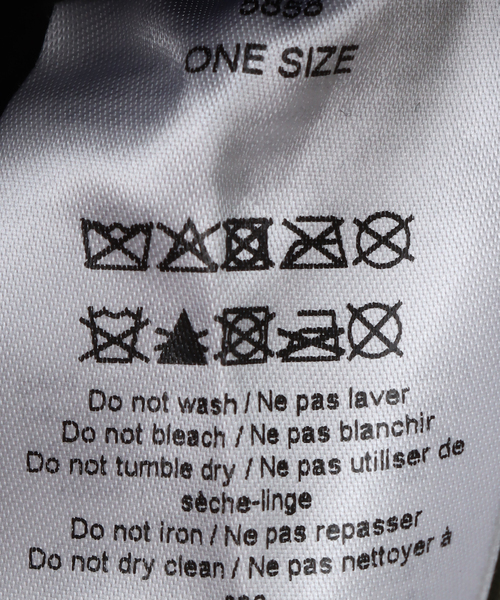 ONE SIZE
Do not wash / Ne pas laver
Do not bleach / Ne pas blanchir
Do not tumble dry / Ne pas utiliser de
sèche-linge
Do not iron / Ne pas repasser
Do not dry clean / Ne pas nettoyer à